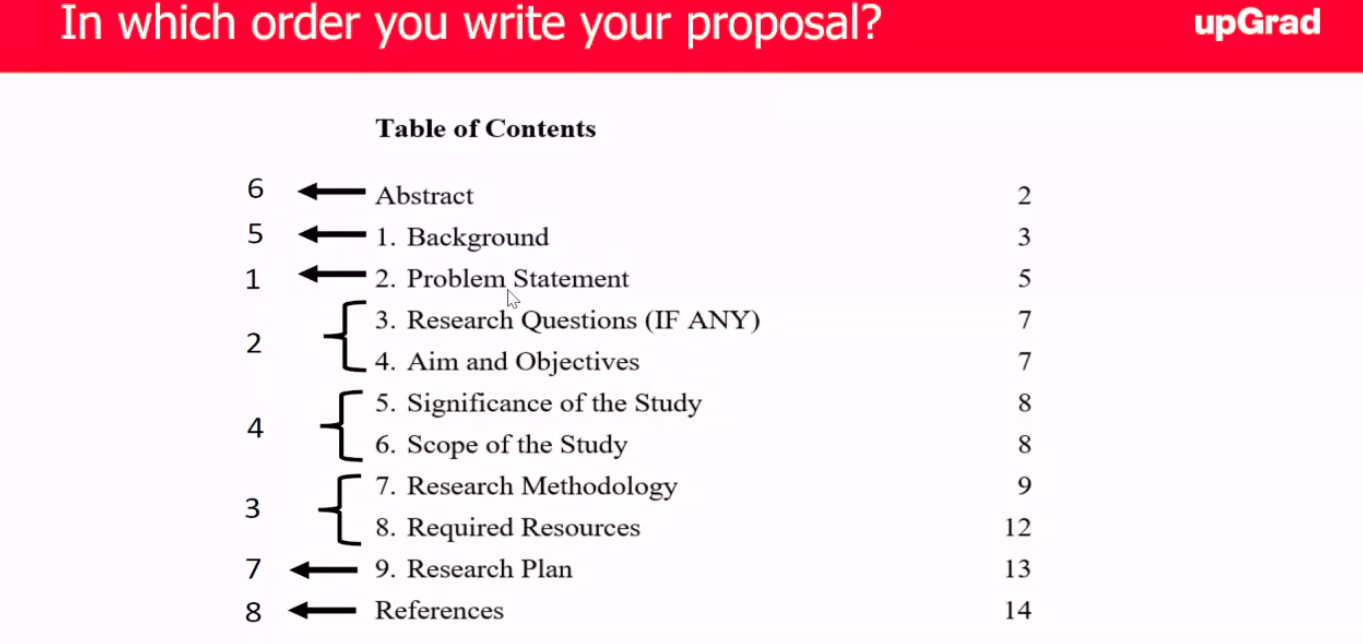 In which order you write your proposal? upGrad
Table of Contents
6 Abstract 2
5 1. Background 3
1 2. Problem Statement 5
3. Research Questions (IF ANY) 7
2
4. Aim and Objectives 7
5. Significance of the Study 8
4
6. Scope of the Study 8
7. Research Methodology 9
3
8. Required Resources 12
7 9. Research Plan 13
8 References 14